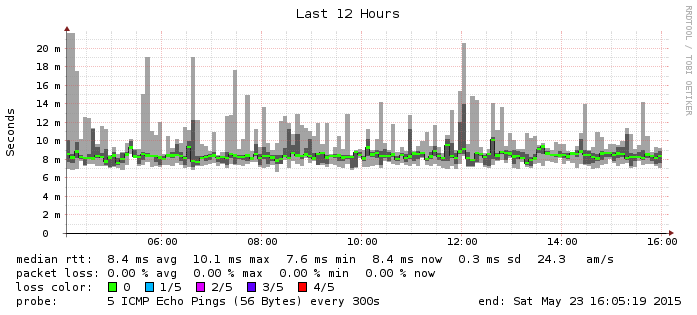 Last 12 Hours
RRDTOOL / TOBI OETIKER
Seconds
20 m
18 m
16 m
14 m
12 m
10 m
8 m
6 m
4 m
2 m
0
06:00 08:00 10:00 12:00 14:00 16:00
median rtt: 8.4 ms avg 10.1 ms max 7.6 ms min 8.4 ms now 0.3 ms sd 24.3 am/s
packet loss: 0.00 % avg 0.00 % max 0.00 % min 0.00 % now
loss color: 0 1/5 2/5 3/5 4/5
probe: 5 ICMP Echo Pings (56 Bytes) every 300s end: Sat May 23 16:05:19 2015